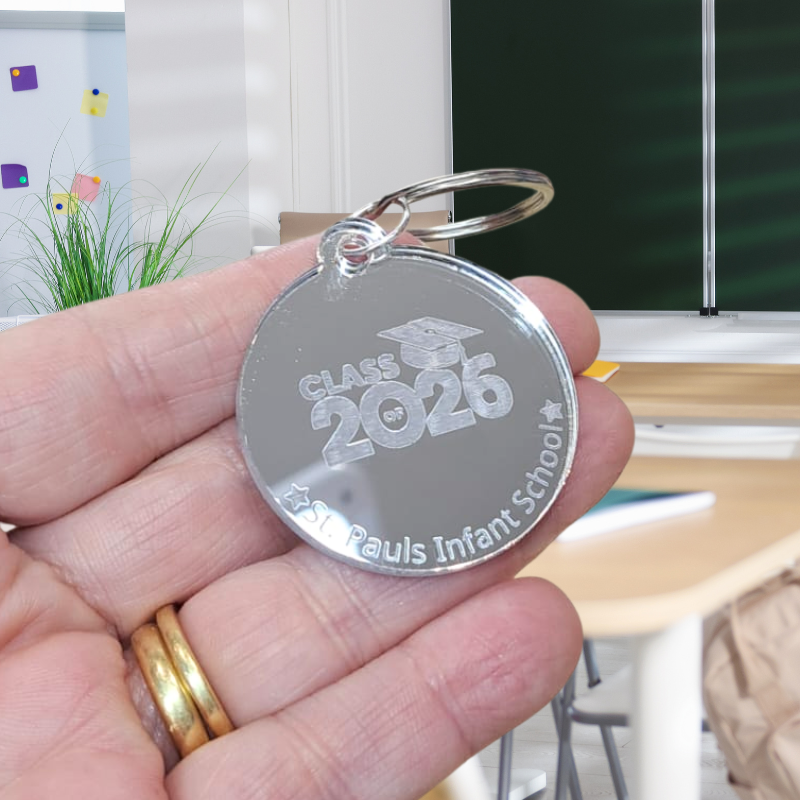 CLASS
OF
2026
St. Pauls Infant School